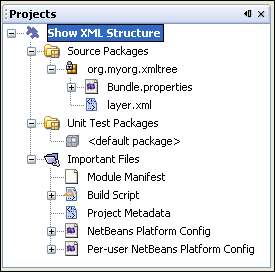 Projects
Show XML Structure
Source Packages
org.myorg.xmltree
Bundle.properties
layer.xml
Unit Test Packages
<default package>
Important Files
Module Manifest
Build Script
Project Metadata
NetBeans Platform Config
Per-user NetBeans Platform Config